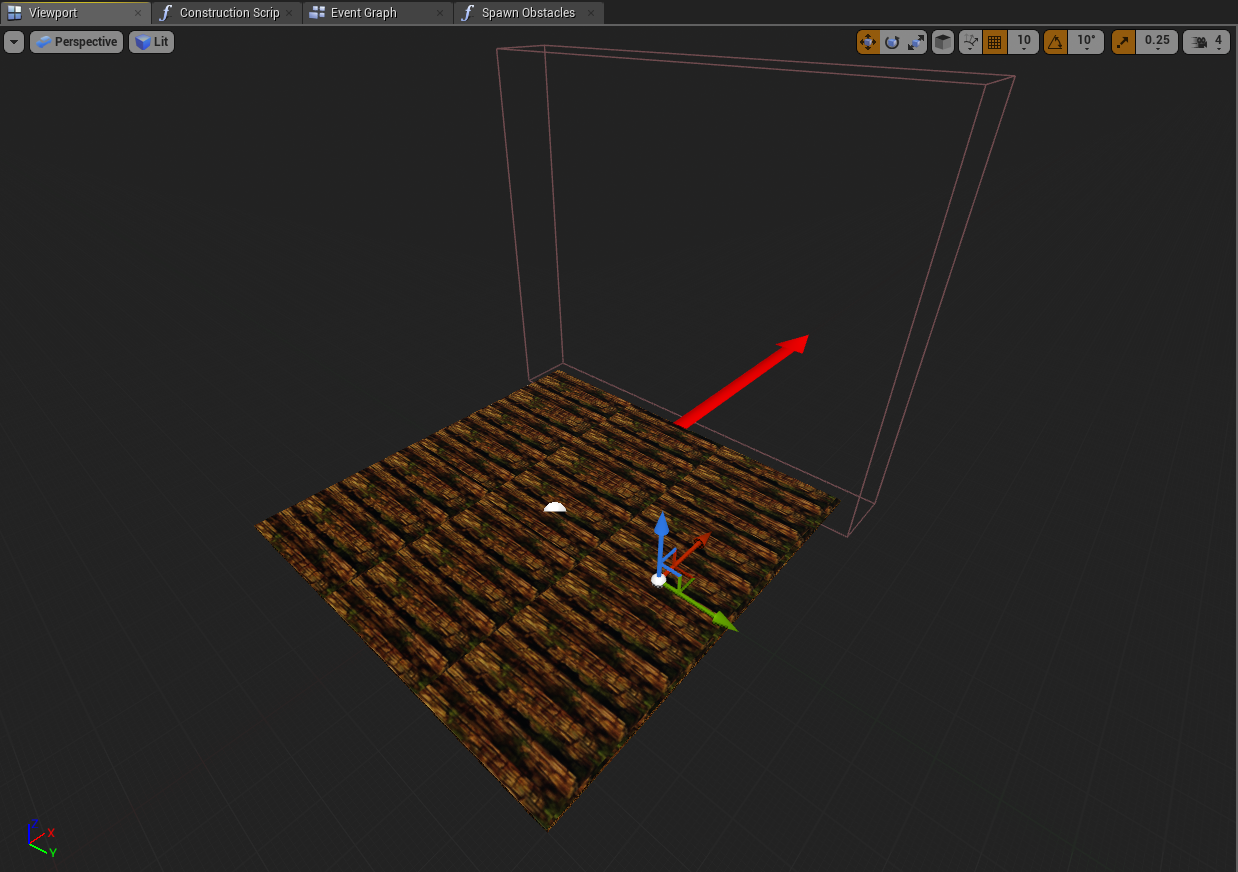 Viewport
Construction Scrip
Event Graph
Spawn Obstacles
Perspective
Lit
10
10°
0.25
4
Z
X
Y